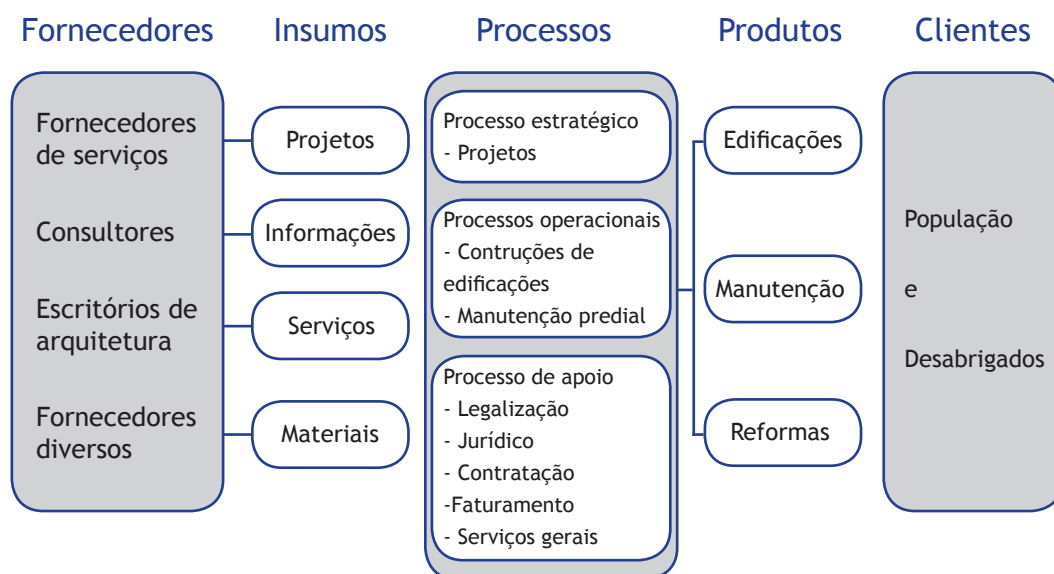 Fornecedores
Insumos
Processos
Produtos
Clientes
Fornecedores
de serviços
Consultores
Escritórios de
arquitetura
Fornecedores
diversos
Projetos
Informações
Serviços
Materiais
Processo estratégico
- Projetos
Processos operacionais
- Contruções de
edificações
- Manutenção predial
Processo de apoio
- Legalização
- Jurídico
- Contratação
-Faturamento
- Serviços gerais
Edificações
Manutenção
Reformas
População
e
Desabrigados